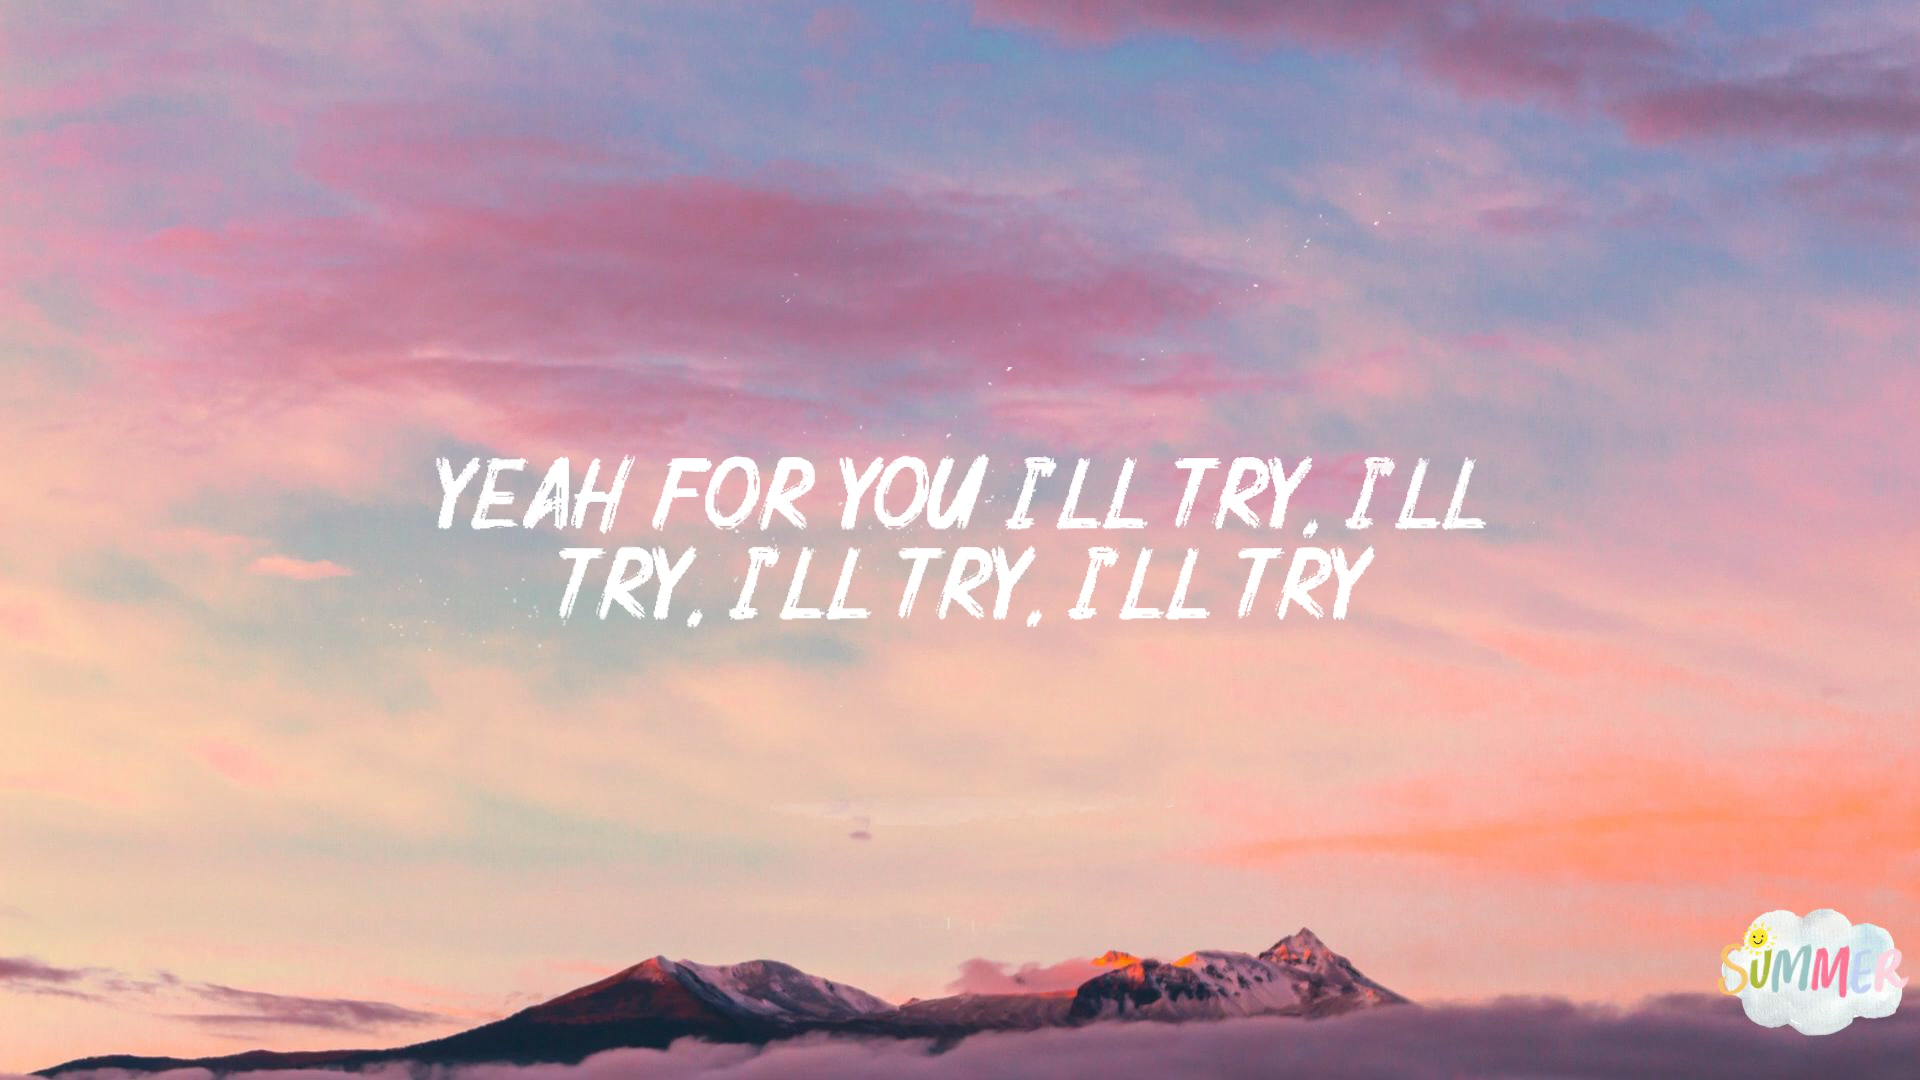 YEAH FOR YOU I'LL TRY, I'LL
TRY, I'LL TRY, I'LL TRY
SUMMER